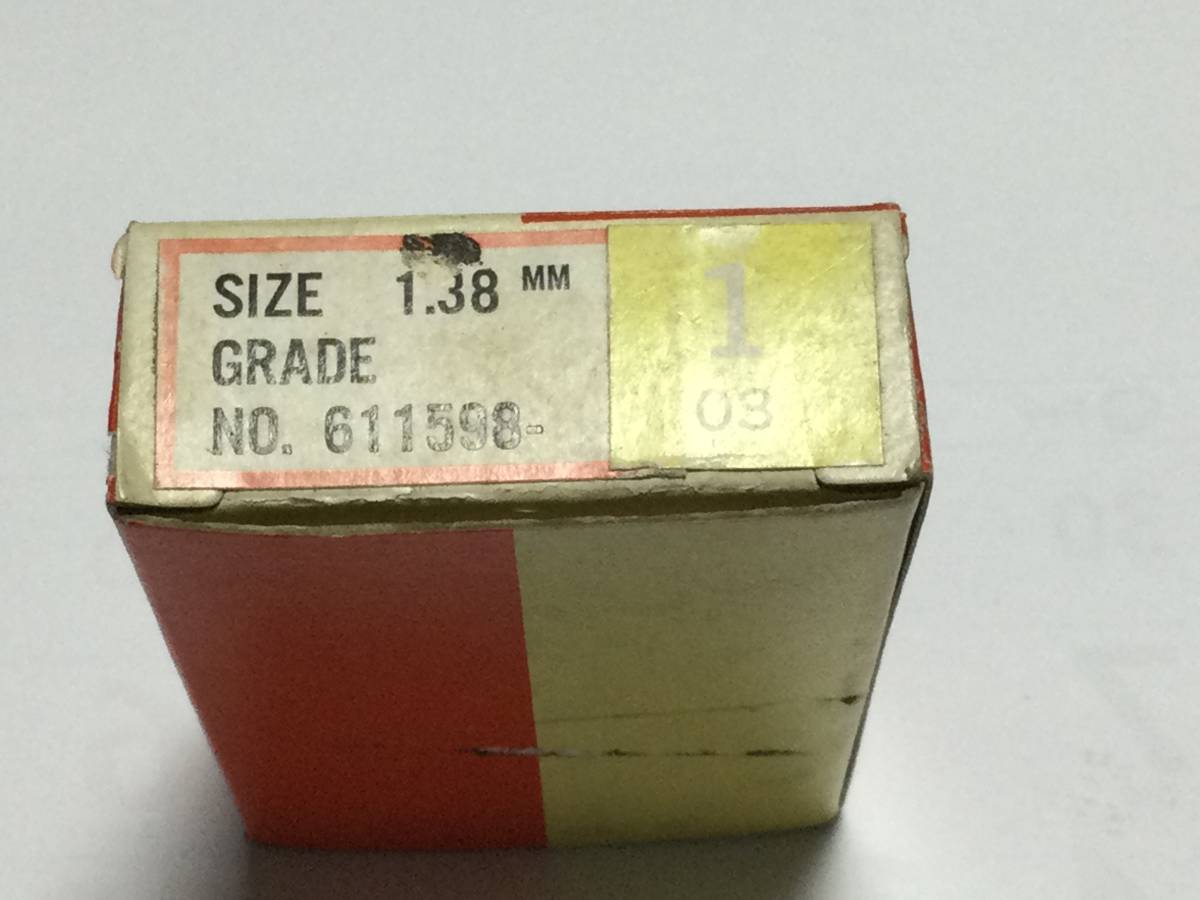 SIZE 1.38 MM
GRADE
NO. 611598-
1
03